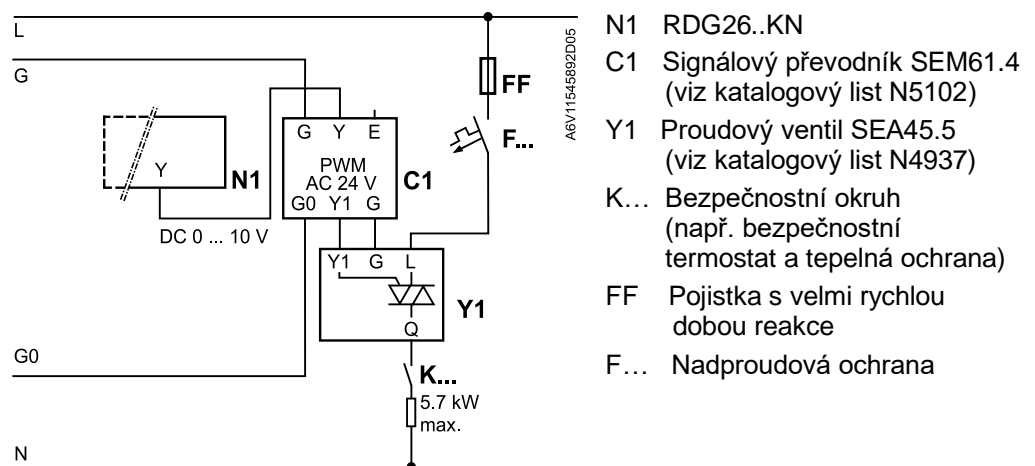 L
G
FF
F...
A6V11545892D05
G Y E
PWM
AC 24 V
G0 Y1 G
C1
Y
N1
DC 0 ... 10 V
Y1 G L
Q
Y1
G0
K...
5.7 kW
max.
N
N1 RDG26..KN
C1 Signálový převodník SEM61.4
(viz katalogový list N5102)
Y1 Proudový ventil SEA45.5
(viz katalogový list N4937)
K… Bezpečnostní okruh
(např. bezpečnostní
termostat a tepelná ochrana)
FF Pojistka s velmi rychlou
dobou reakce
F… Nadproudová ochrana